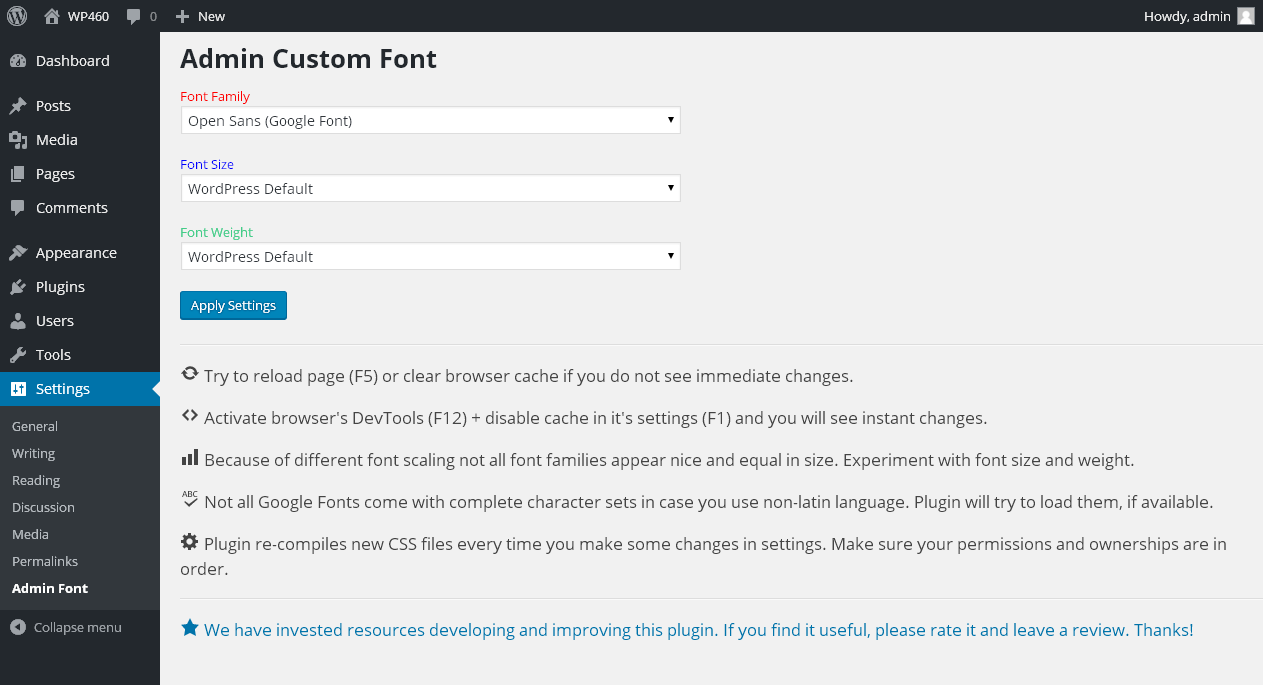 WP460 0 New Howdy, admin
Dashboard
Posts
Media
Pages
Comments
Appearance
Plugins
Users
Tools
Settings
General
Writing
Reading
Discussion
Media
Permalinks
Admin Font
Collapse menu
Admin Custom Font
Font Family
Open Sans (Google Font)
Font Size
WordPress Default
Font Weight
WordPress Default
Apply Settings
Try to reload page (F5) or clear browser cache if you do not see immediate changes.
Activate browser's DevTools (F12) + disable cache in it's settings (F1) and you will see instant changes.
Because of different font scaling not all font families appear nice and equal in size. Experiment with font size and weight.
ABC Not all Google Fonts come with complete character sets in case you use non-latin language. Plugin will try to load them, if available.
Plugin re-compiles new CSS files every time you make some changes in settings. Make sure your permissions and ownerships are in
order.
We have invested resources developing and improving this plugin. If you find it useful, please rate it and leave a review. Thanks!